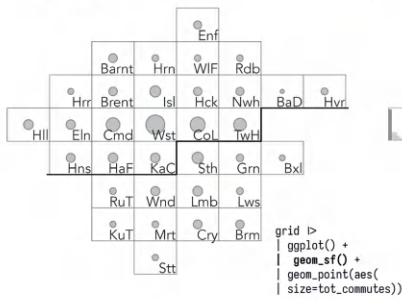 Enf
Barnt Hrn WlF Rdb
Hrr Brent Isl Hck Nwh BaD Hvr
Hll Eln Cmd Wst CoL TwH
Hns HaF KaC Sth Grn Bxl
RuT Wnd Lmb Lws
KuT Mrt Cry Brm
Stt
grid |>
| ggplot() +
| geom_sf() +
| geom_point(aes(
| size=tot_commutes))